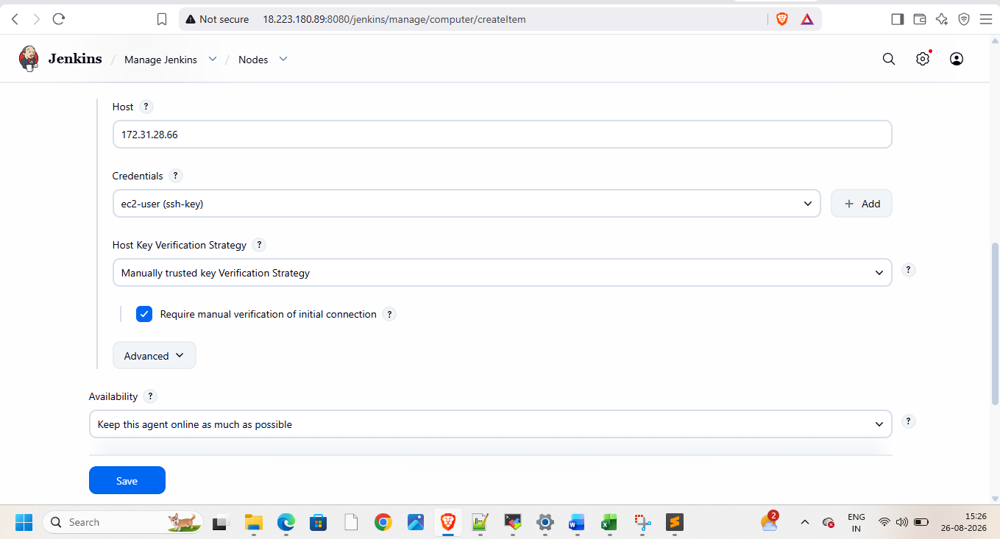 Not secure 18.223.180.89:8080/jenkins/manage/computer/createItem
Jenkins / Manage Jenkins / Nodes
Host ?
172.31.28.66
Credentials ?
ec2-user (ssh-key)
+ Add
Host Key Verification Strategy ?
Manually trusted key Verification Strategy
?
Require manual verification of initial connection ?
Advanced
Availability ?
Keep this agent online as much as possible
?
Save
Search
2
ENG
IN
15:26
26-08-2026